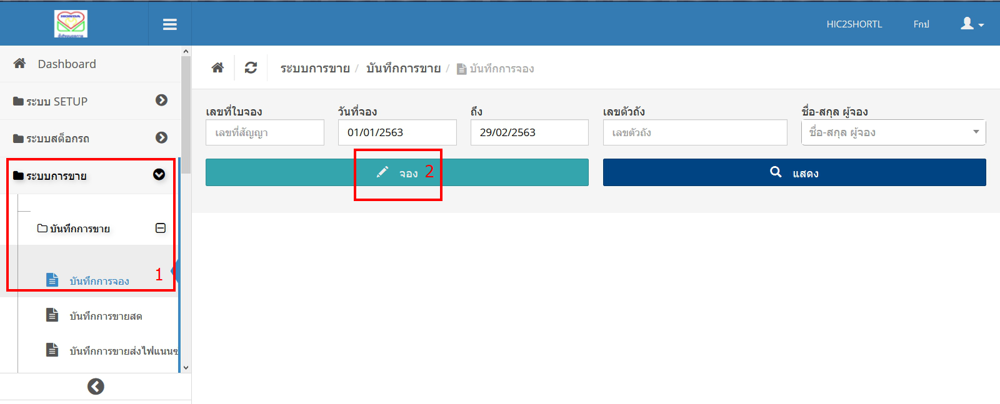 HONDA
HIC2SHORTL
Fกป
Dashboard
ระบบ SETUP
ระบบสต็อกรถ
ระบบการขาย
บันทึกการขาย
บันทึกการจอง 1
บันทึกการขายสด
บันทึกการขายส่งไฟแนนซ
ระบบการขาย / บันทึกการขาย / บันทึกการจอง
เลขที่ใบจอง วันที่จอง ถึง เลขตัวถัง ชื่อ-สกุล ผู้จอง
เลขที่สัญญา 01/01/2563 29/02/2563 เลขตัวถัง ชื่อ-สกุล ผู้จอง
จอง 2 แสดง